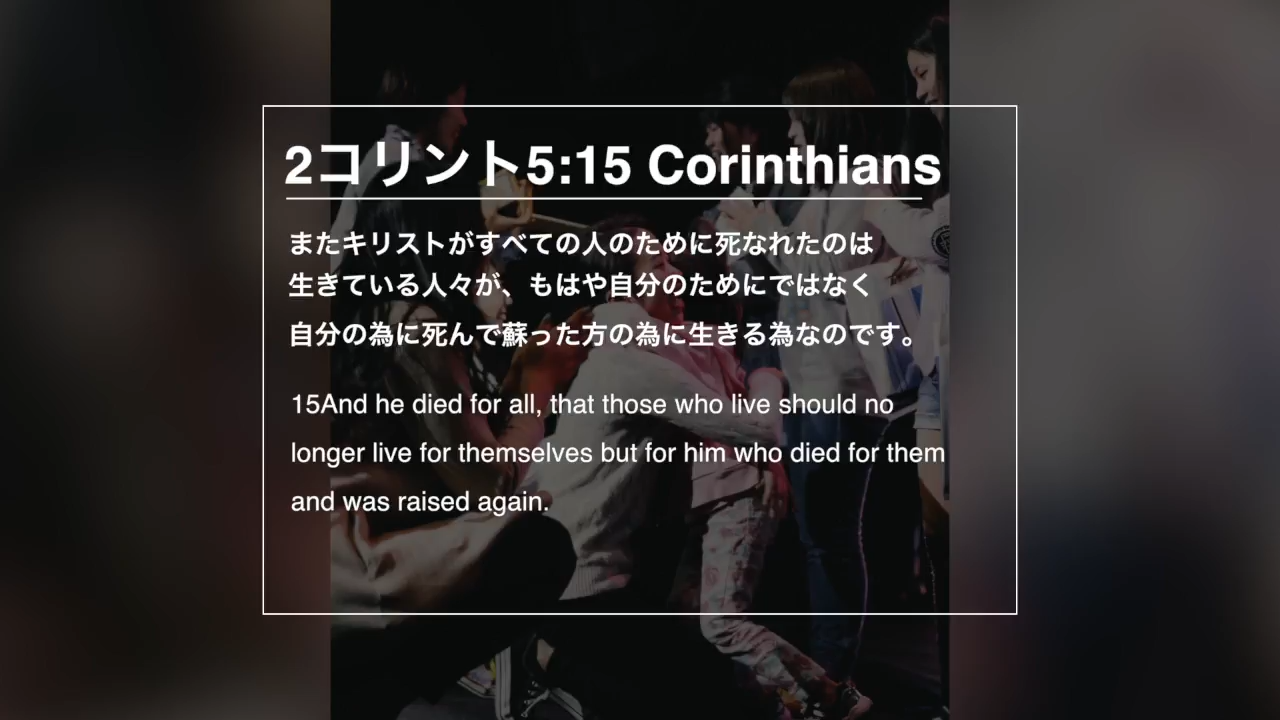 2コリント5:15 Corinthians
またキリストがすべての人のために死なれたのは
生きている人々が、もはや自分のためにではなく
自分の為に死んで蘇った方の為に生きる為なのです。
15And he died for all, that those who live should no
longer live for themselves but for him who died for them
and was raised again.